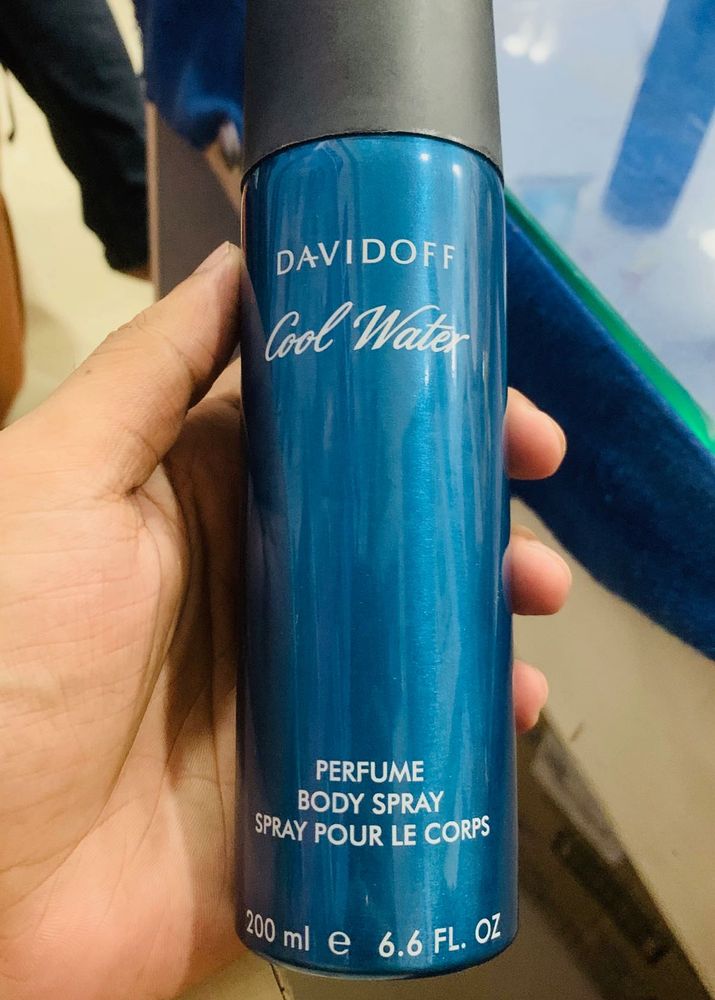 DAVIDOFF
Cool Water
PERFUME
BODY SPRAY
SPRAY POUR LE CORPS
200 ml ℮ 6.6 FL. OZ